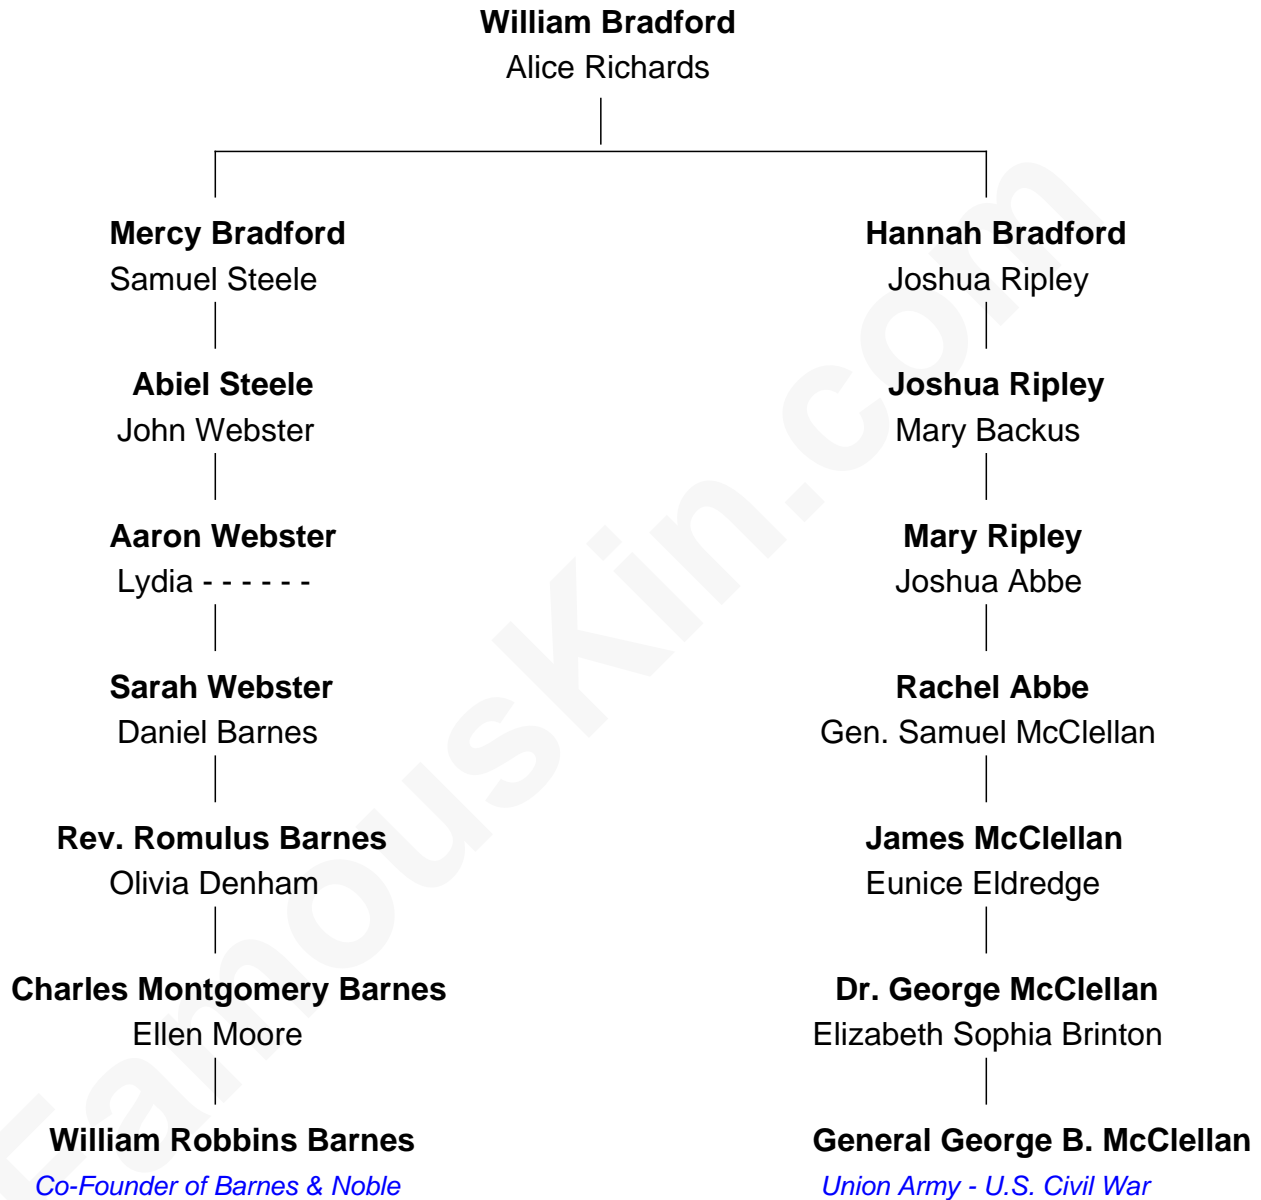 William Bradford
Alice Richards
Mercy Bradford
Samuel Steele
Hannah Bradford
Joshua Ripley
Abiel Steele
John Webster
Joshua Ripley
Mary Backus
Aaron Webster
Lydia - - - - - -
Mary Ripley
Joshua Abbe
Sarah Webster
Daniel Barnes
Rachel Abbe
Gen. Samuel McClellan
Rev. Romulus Barnes
Olivia Denham
James McClellan
Eunice Eldredge
Charles Montgomery Barnes
Ellen Moore
Dr. George McClellan
Elizabeth Sophia Brinton
William Robbins Barnes
Co-Founder of Barnes & Noble
General George B. McClellan
Union Army - U.S. Civil War
FamousKin.com